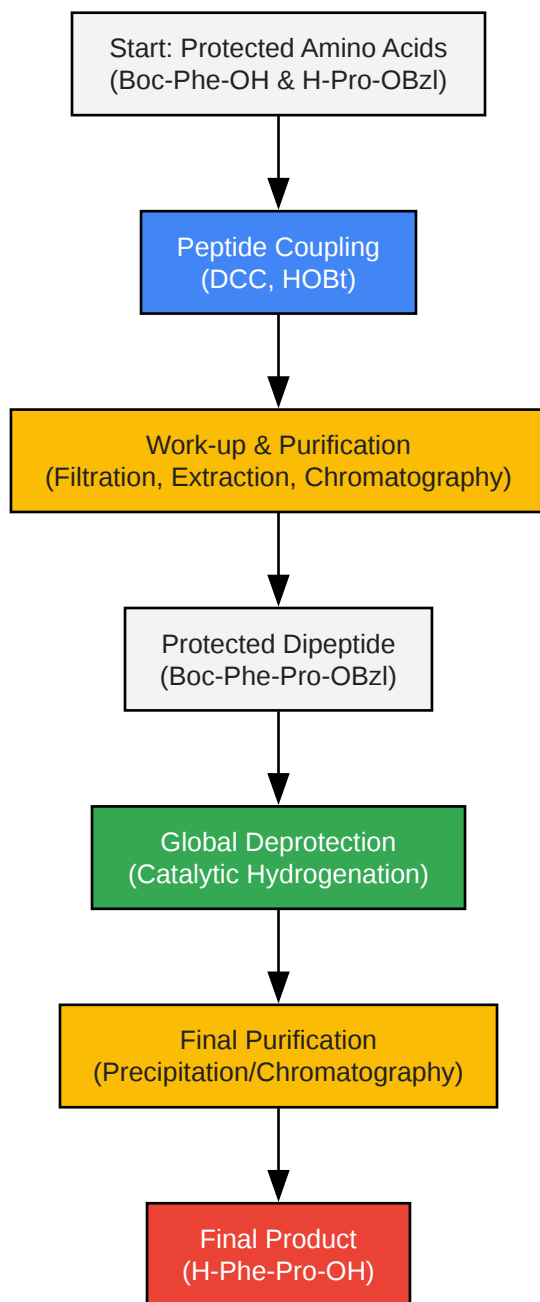 Start: Protected Amino Acids
(Boc-Phe-OH & H-Pro-OBzl)
Peptide Coupling
(DCC, HOBt)
Work-up & Purification
(Filtration, Extraction, Chromatography)
Protected Dipeptide
(Boc-Phe-Pro-OBzl)
Global Deprotection
(Catalytic Hydrogenation)
Final Purification
(Precipitation/Chromatography)
Final Product
(H-Phe-Pro-OH)